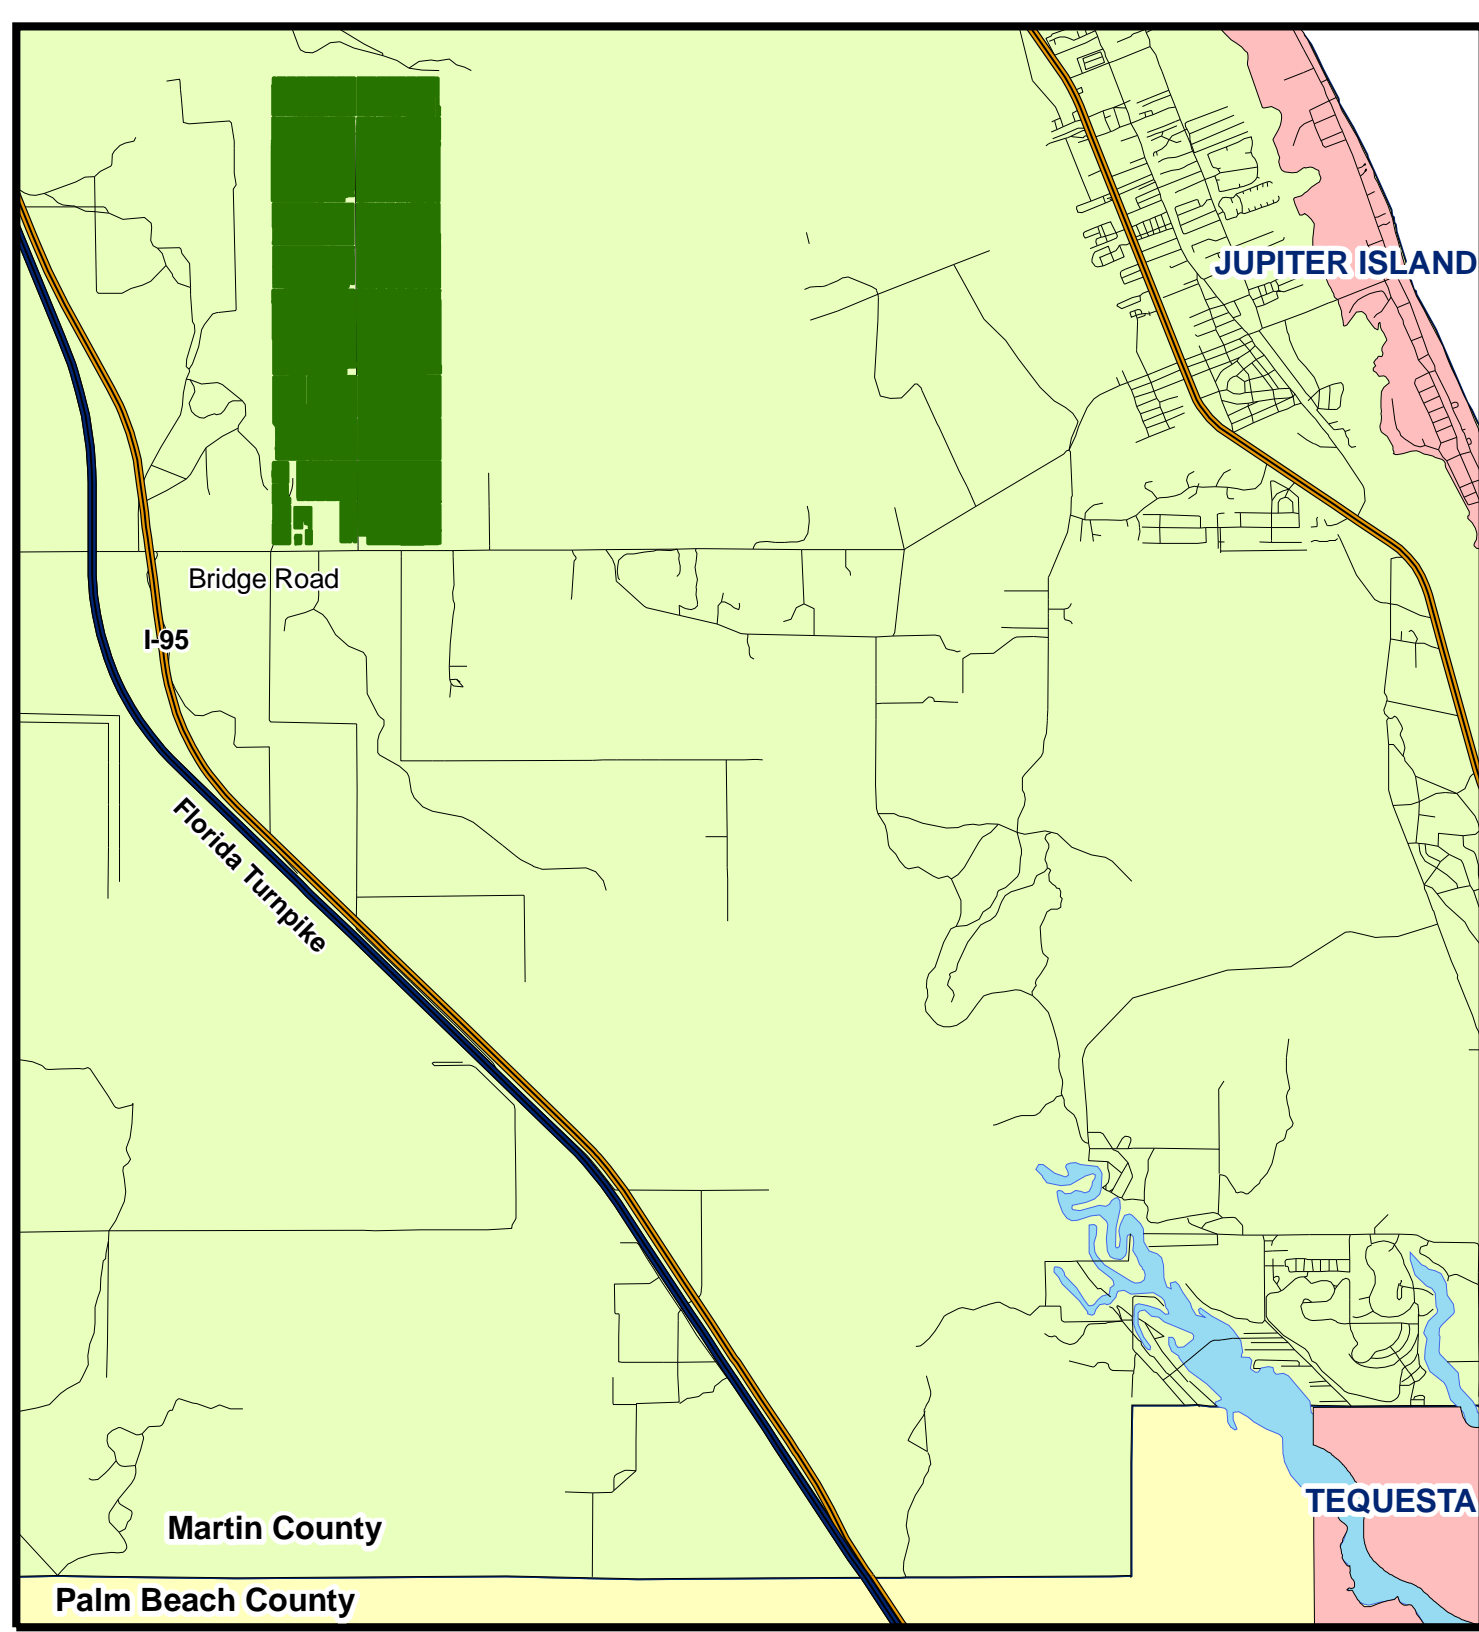 JUPITER ISLAND
Bridge Road
I-95
Florida Turnpike
TEQUESTA
Martin County
Palm Beach County